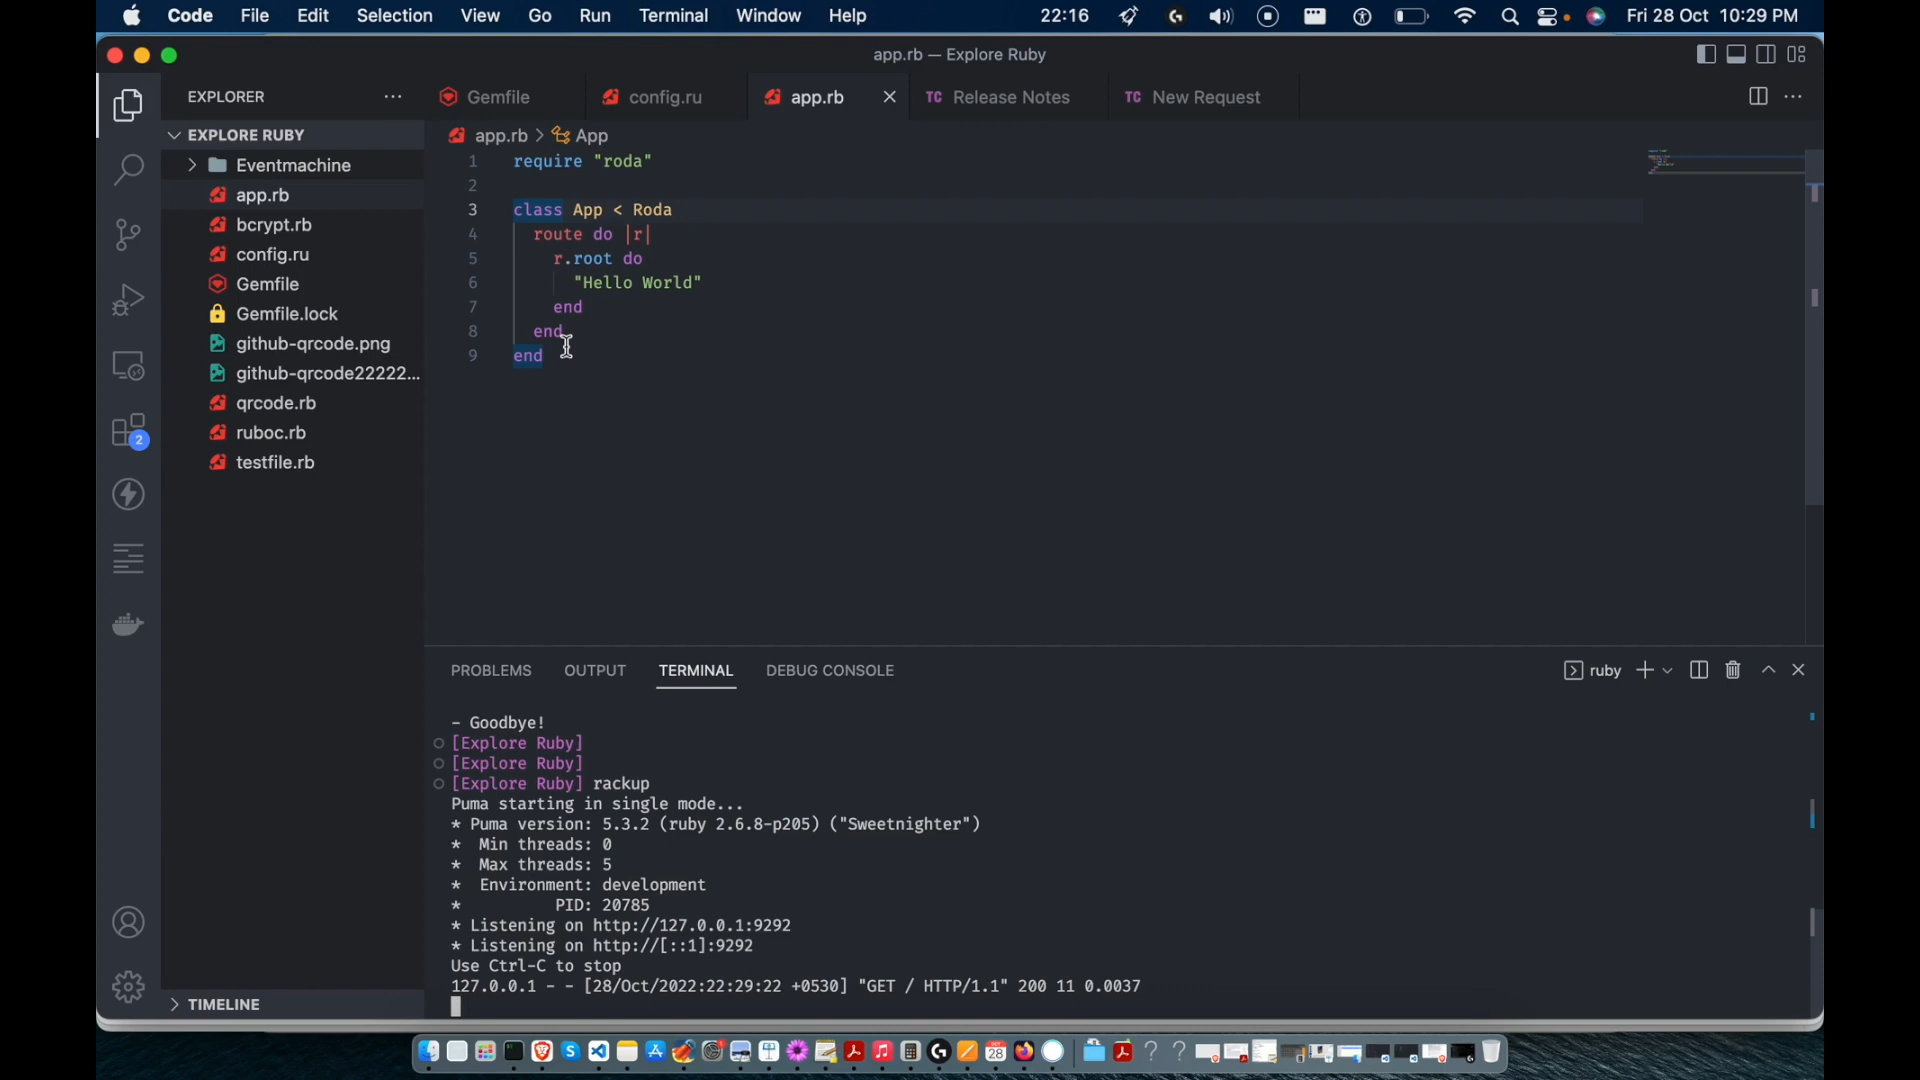 Code File Edit Selection View Go Run Terminal Window Help 22:16 Fri 28 Oct 10:29 PM
app.rb — Explore Ruby
EXPLORER ...
Gemfile config.ru app.rb TC Release Notes TC New Request
EXPLORE RUBY
Eventmachine
app.rb
bcrypt.rb
config.ru
Gemfile
Gemfile.lock
github-qrcode.png
github-qrcode22222...
qrcode.rb
ruboc.rb
testfile.rb
2
TIMELINE
app.rb > App
1 require "roda"
2
3 class App < Roda
4 route do |r|
5 r.root do
6 "Hello World"
7 end
8 end
9 end
PROBLEMS OUTPUT TERMINAL DEBUG CONSOLE ruby
- Goodbye!
[Explore Ruby]
[Explore Ruby]
[Explore Ruby] rackup
Puma starting in single mode...
* Puma version: 5.3.2 (ruby 2.6.8-p205) ("Sweetnighter")
* Min threads: 0
* Max threads: 5
* Environment: development
* PID: 20785
* Listening on http://127.0.0.1:9292
* Listening on http://[::1]:9292
Use Ctrl-C to stop
127.0.0.1 - - [28/Oct/2022:22:29:22 +0530] "GET / HTTP/1.1" 200 11 0.0037